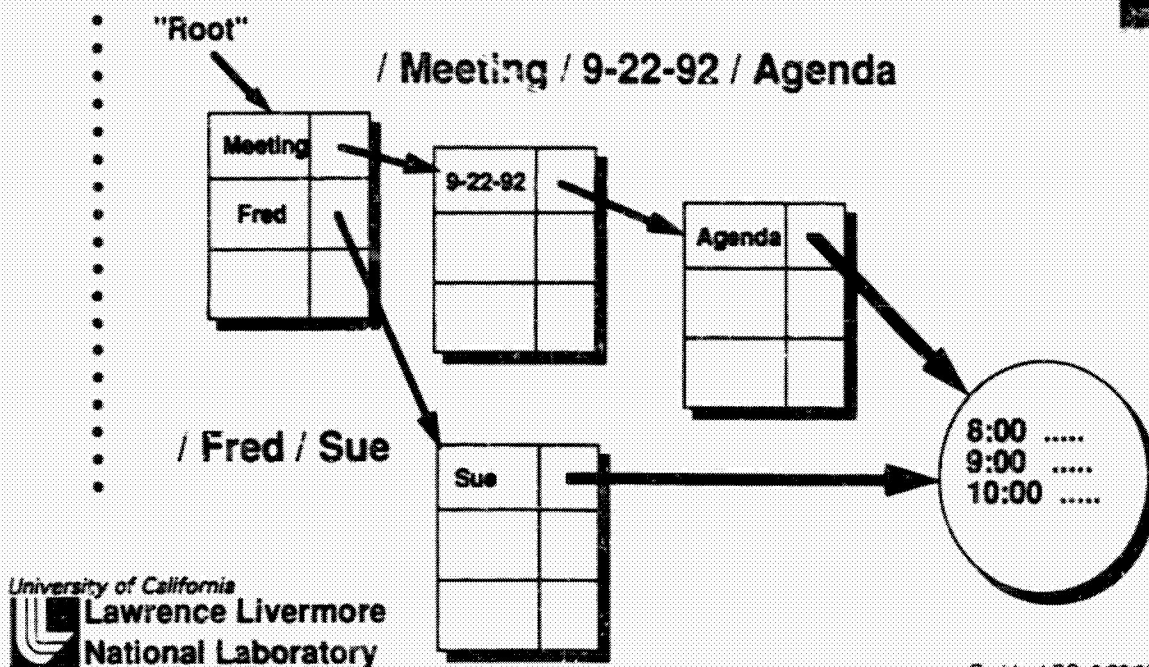 "Root"
/ Meeting / 9-22-92 / Agenda
Meeting
Fred
9-22-92
Agenda
/ Fred / Sue
Sue
8:00 .....
9:00 .....
10:00 .....
University of California
Lawrence Livermore
National Laboratory